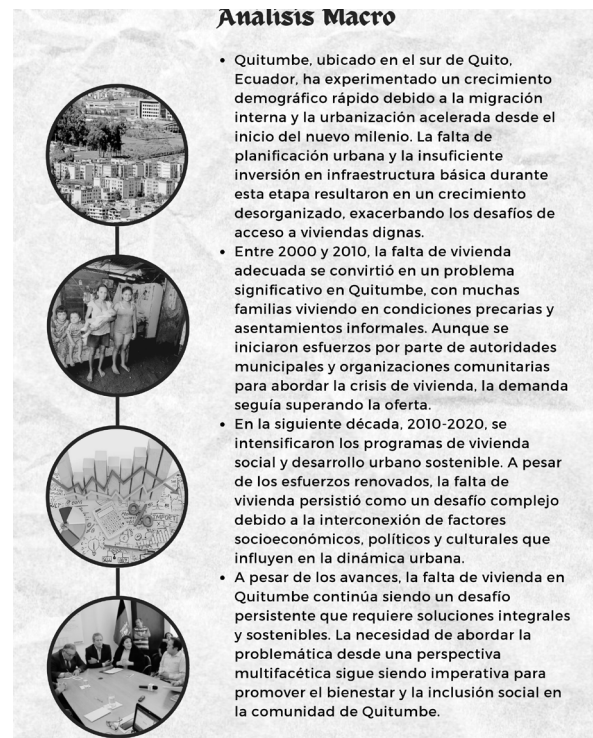 Analisis Macro
• Quitumbe, ubicado en el sur de Quito,
Ecuador, ha experimentado un crecimiento
demográfico rápido debido a la migración
interna y la urbanización acelerada desde el
inicio del nuevo milenio. La falta de
planificación urbana y la insuficiente
inversión en infraestructura básica durante
esta etapa resultaron en un crecimiento
desorganizado, exacerbando los desafíos de
acceso a viviendas dignas.
• Entre 2000 y 2010, la falta de vivienda
adecuada se convirtió en un problema
significativo en Quitumbe, con muchas
familias viviendo en condiciones precarias y
asentamientos informales. Aunque se
iniciaron esfuerzos por parte de autoridades
municipales y organizaciones comunitarias
para abordar la crisis de vivienda, la demanda
seguía superando la oferta.
• En la siguiente década, 2010-2020, se
intensificaron los programas de vivienda
social y desarrollo urbano sostenible. A pesar
de los esfuerzos renovados, la falta de
vivienda persistió como un desafío complejo
debido a la interconexión de factores
socioeconómicos, políticos y culturales que
influyen en la dinámica urbana.
• A pesar de los avances, la falta de vivienda en
Quitumbe continúa siendo un desafío
persistente que requiere soluciones integrales
y sostenibles. La necesidad de abordar la
problemática desde una perspectiva
multifacética sigue siendo imperativa para
promover el bienestar y la inclusión social en
la comunidad de Quitumbe.